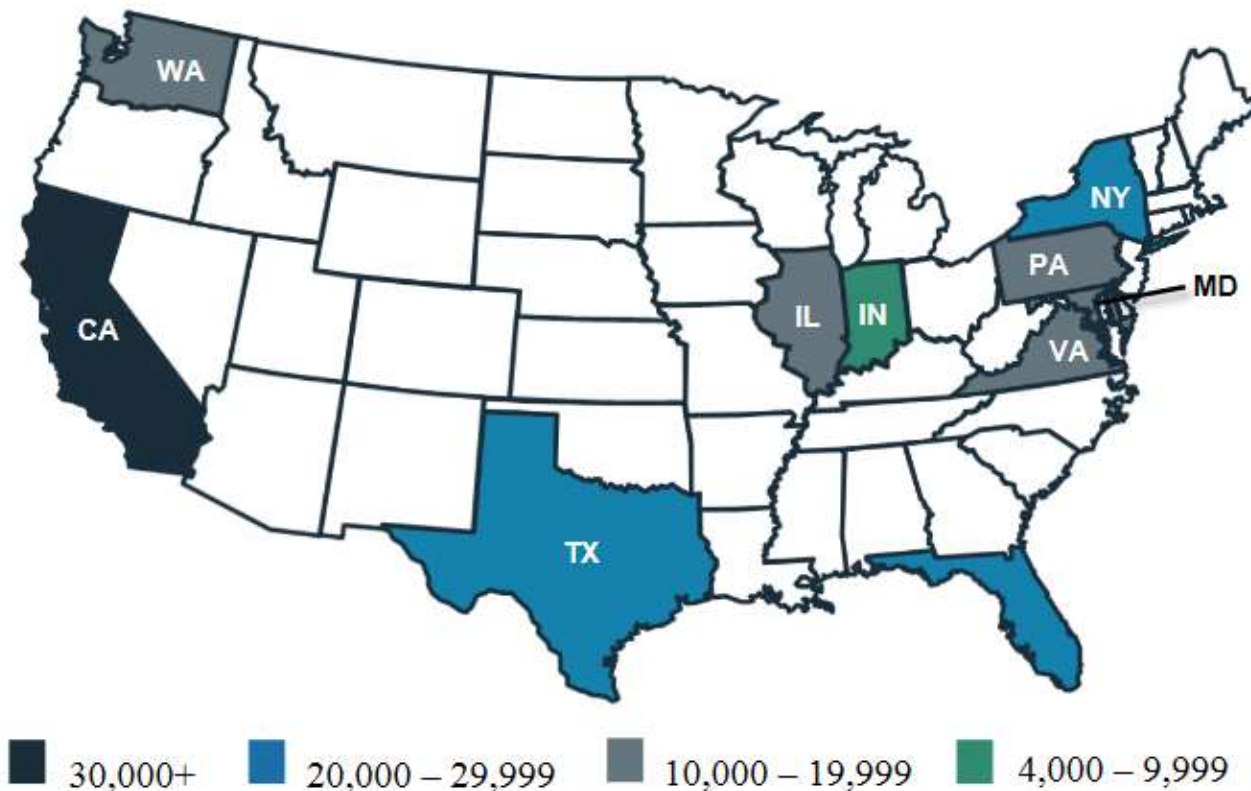 WA
NY
PA
MD
IL
IN
CA
VA
TX
30,000+
20,000 – 29,999
10,000 – 19,999
4,000 – 9,999